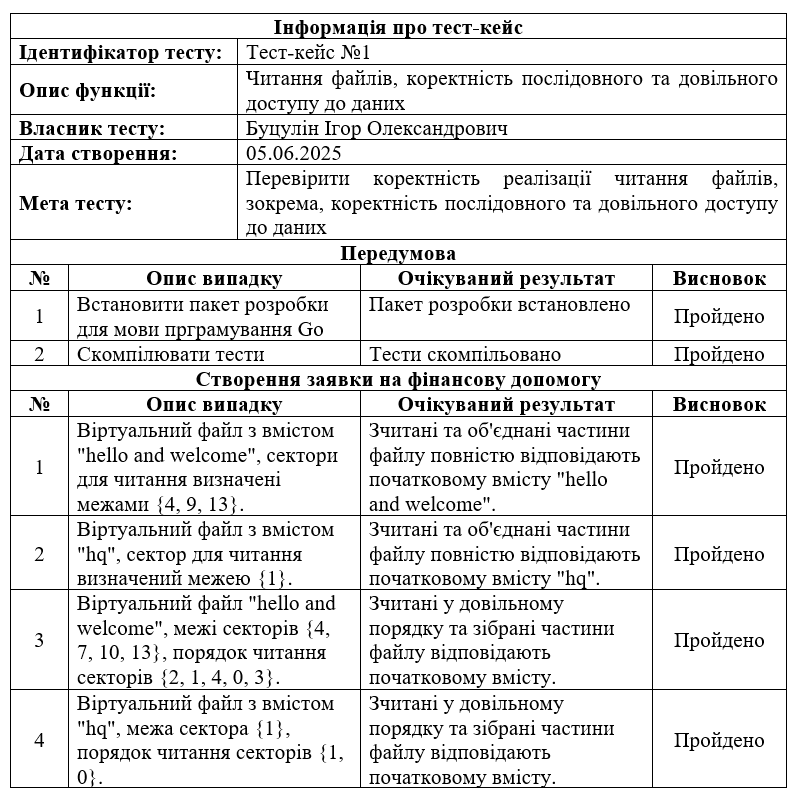 Інформація про тест-кейс
Ідентифікатор тесту: Тест-кейс №1
Опис функції: Читання файлів, коректність послідовного та довільного
доступу до даних
Власник тесту: Буцулін Ігор Олександрович
Дата створення: 05.06.2025
Мета тесту: Перевірити коректність реалізації читання файлів,
зокрема, коректність послідовного та довільного доступу
до даних
Передумова
№ Опис випадку Очікуваний результат Висновок
1 Встановити пакет розробки
для мови прграмування Go
Пакет розробки встановлено
Пройдено
2 Скомпілювати тести Тести скомпільовано Пройдено
Створення заявки на фінансову допомогу
№ Опис випадку Очікуваний результат Висновок
1
Віртуальний файл з вмістом
"hello and welcome", сектори
для читання визначені
межами {4, 9, 13}.
Зчитані та об'єднані частини
файлу повністю відповідають
початковому вмісту "hello
and welcome".
Пройдено
2
Віртуальний файл з вмістом
"hq", сектор для читання
визначений межею {1}.
Зчитані та об'єднані частини
файлу повністю відповідають
початковому вмісту "hq".
Пройдено
3
Віртуальний файл "hello and
welcome", межі секторів {4,
7, 10, 13}, порядок читання
секторів {2, 1, 4, 0, 3}.
Зчитані у довільному
порядку та зібрані частини
файлу відповідають
початковому вмісту.
Пройдено
4
Віртуальний файл з вмістом
"hq", межа сектора {1},
порядок читання секторів {1,
0}.
Зчитані у довільному
порядку та зібрані частини
файлу відповідають
початковому вмісту.
Пройдено